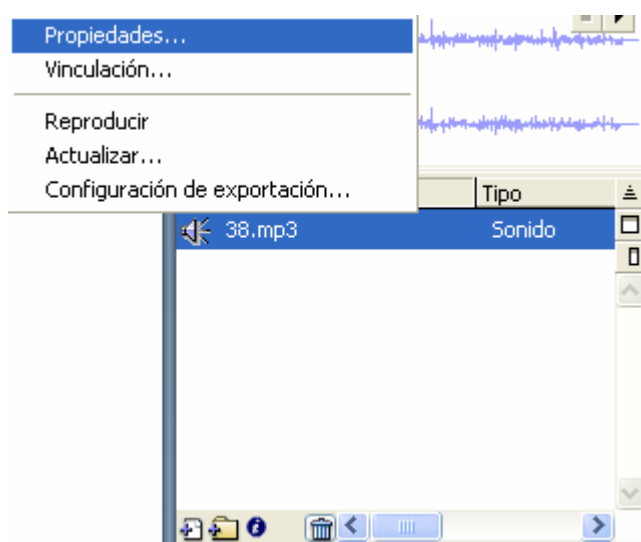 Propiedades...
Vinculación...
Reproducir
Actualizar...
Configuración de exportación...
Tipo
38.mp3 Sonido